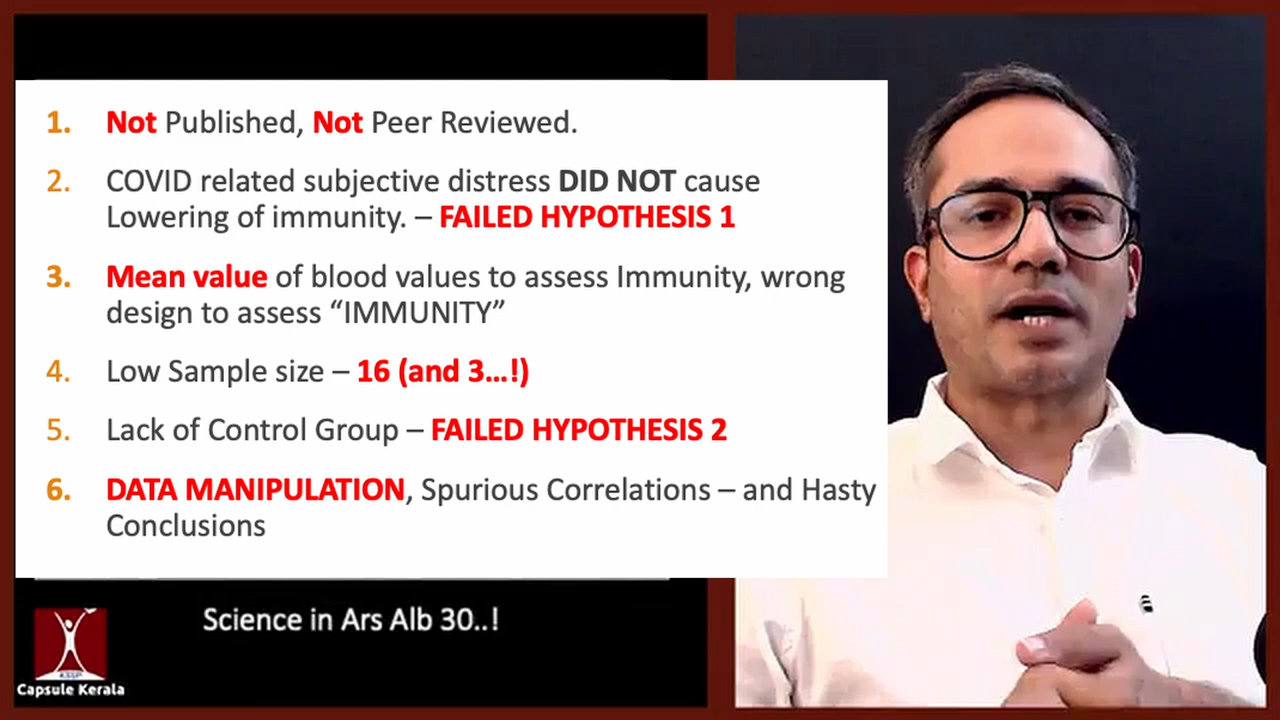 1. Not Published, Not Peer Reviewed.
2. COVID related subjective distress DID NOT cause
Lowering of immunity. – FAILED HYPOTHESIS 1
3. Mean value of blood values to assess Immunity, wrong
design to assess “IMMUNITY”
4. Low Sample size – 16 (and 3...!)
5. Lack of Control Group – FAILED HYPOTHESIS 2
6. DATA MANIPULATION, Spurious Correlations – and Hasty
Conclusions
Science in Ars Alb 30..!
KSSP
Capsule Kerala